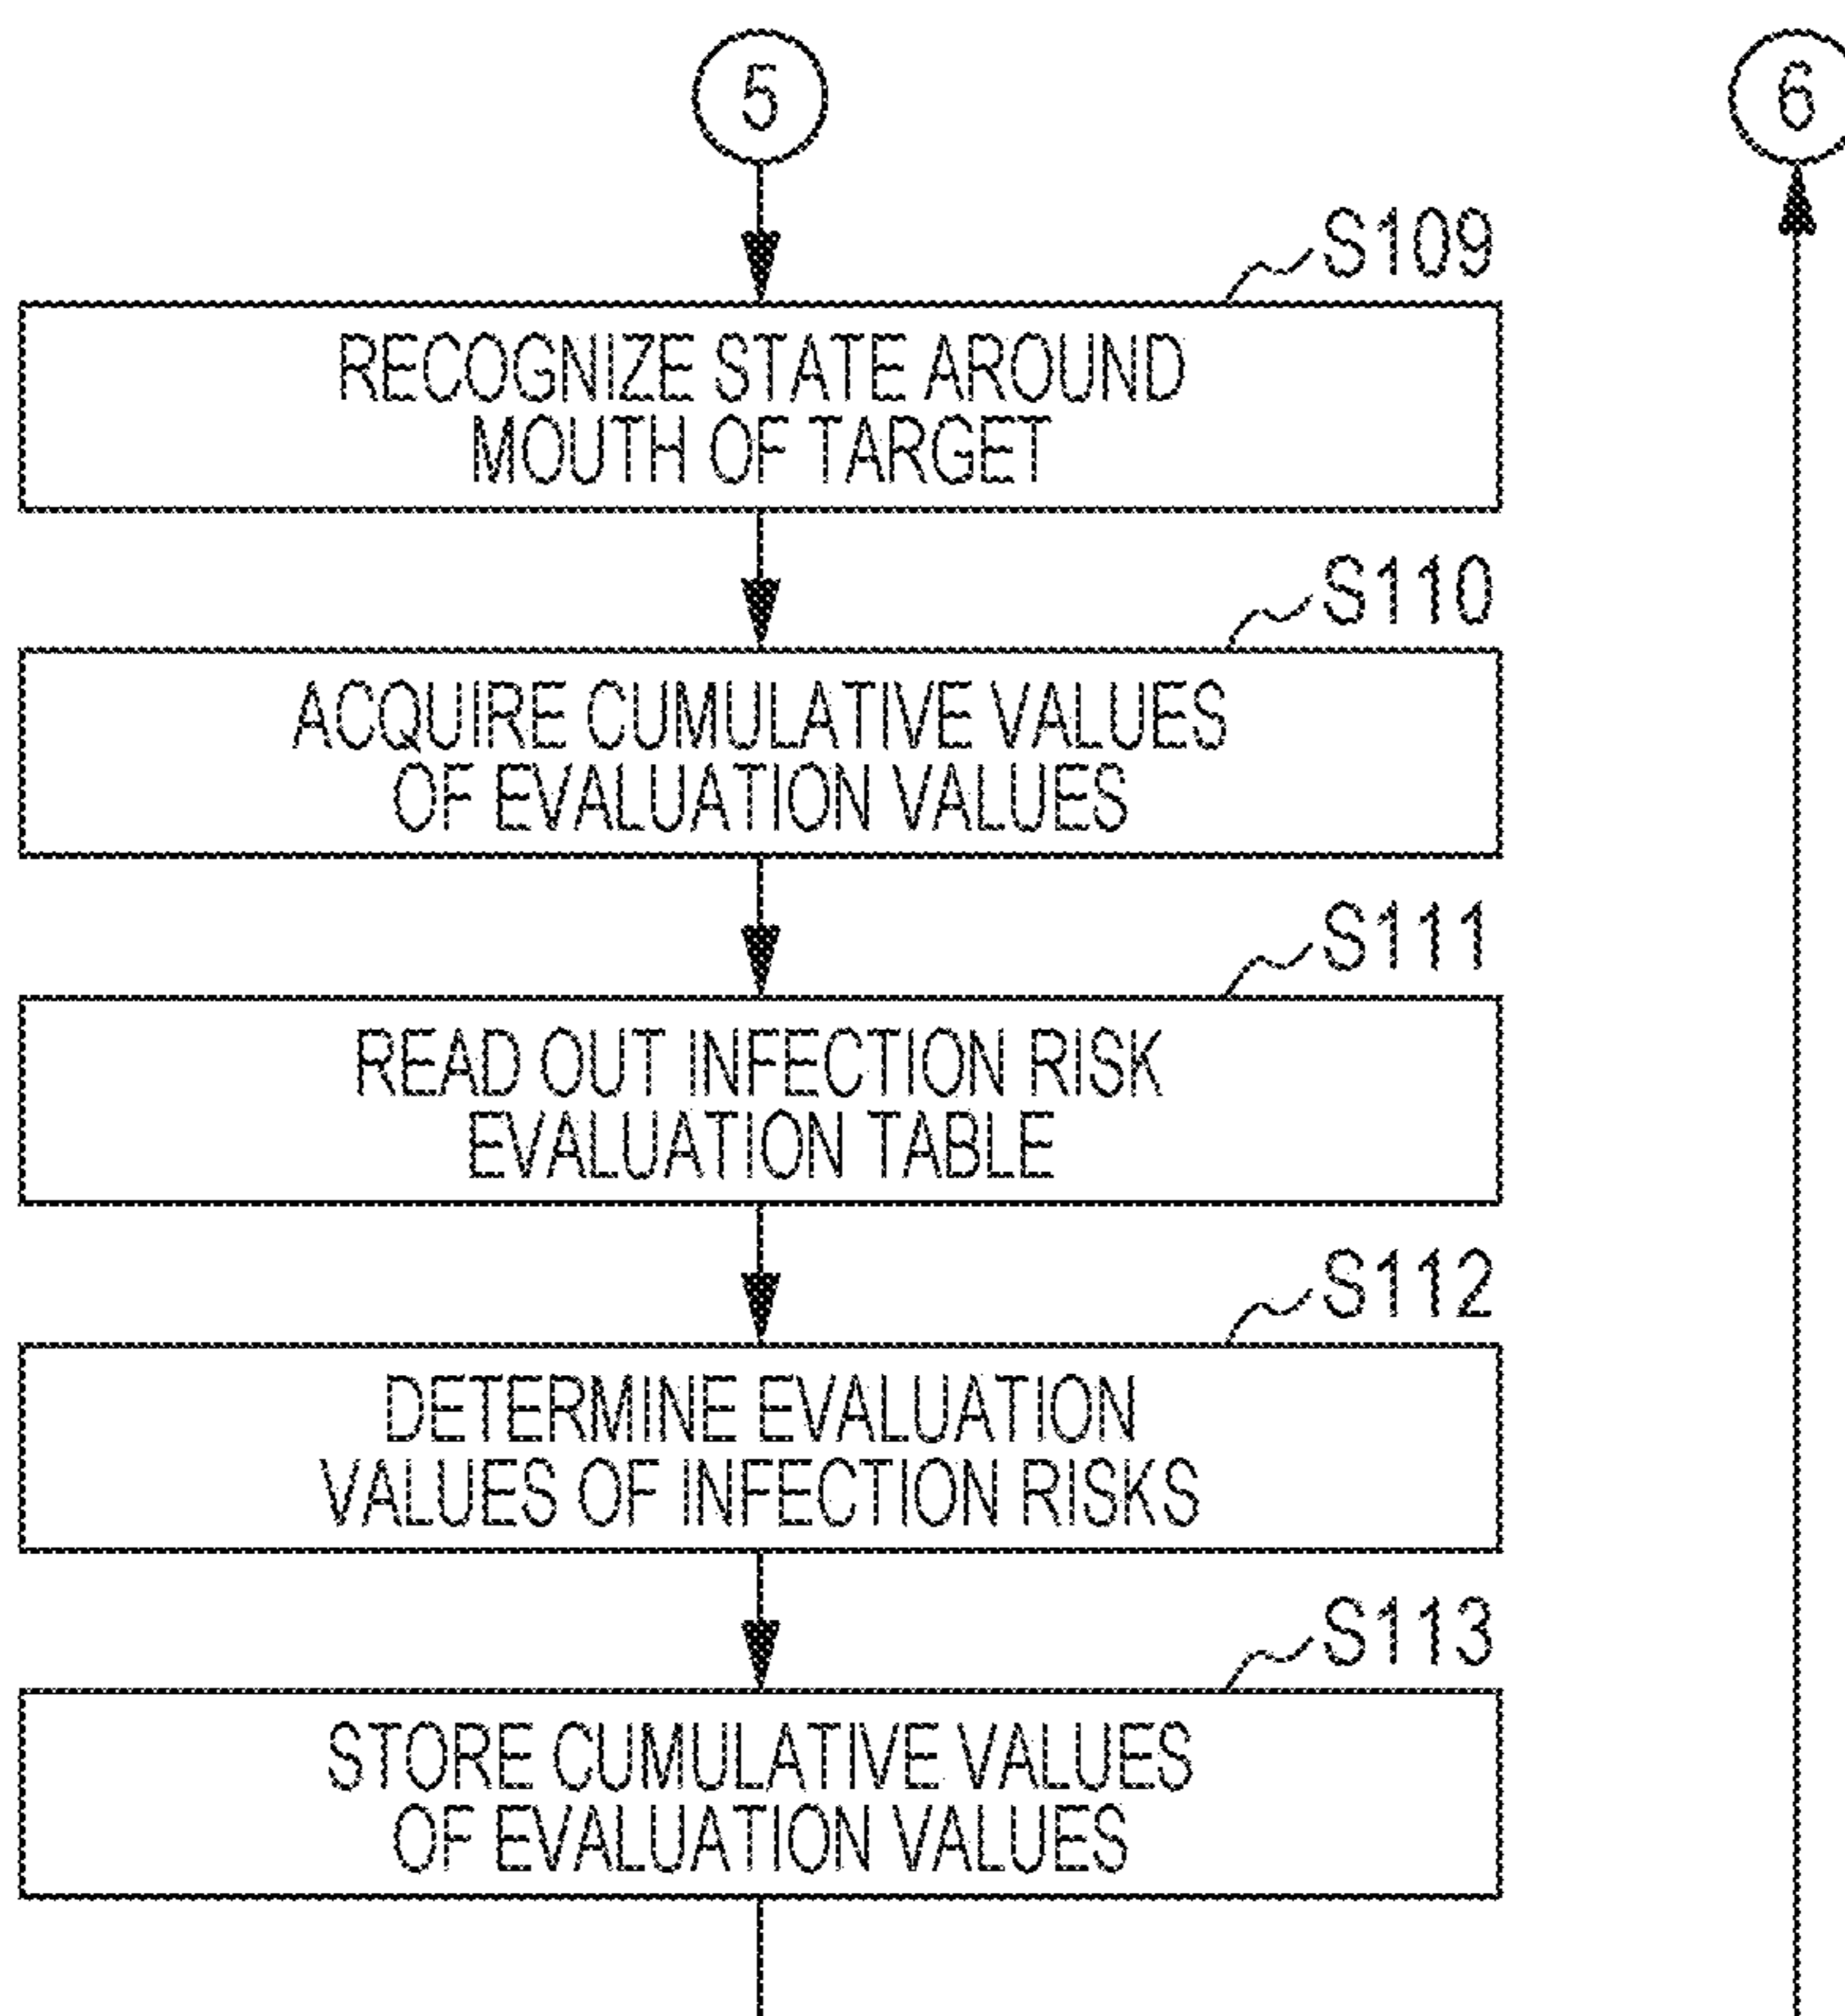 5
6
S109
RECOGNIZE STATE AROUND
MOUTH OF TARGET
S110
ACQUIRE CUMULATIVE VALUES
OF EVALUATION VALUES
S111
READ OUT INFECTION RISK
EVALUATION TABLE
S112
DETERMINE EVALUATION
VALUES OF INFECTION RISKS
S113
STORE CUMULATIVE VALUES
OF EVALUATION VALUES